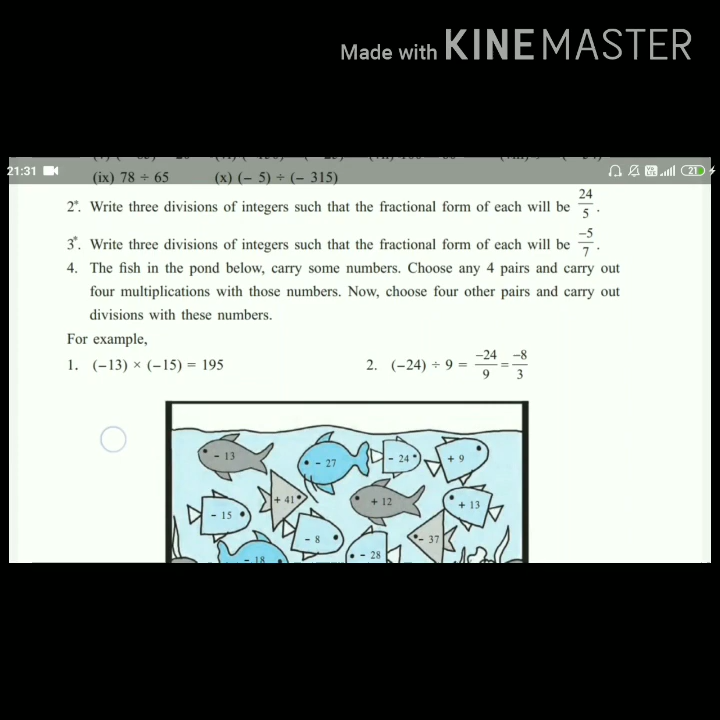 Made with KINEMASTER
21:31
21
(ix) 78 ÷ 65 (x) (− 5) ÷ (− 315)
2*. Write three divisions of integers such that the fractional form of each will be 24/5 .
3*. Write three divisions of integers such that the fractional form of each will be −5/7 .
4. The fish in the pond below, carry some numbers. Choose any 4 pairs and carry out
four multiplications with those numbers. Now, choose four other pairs and carry out
divisions with these numbers.
For example,
1. (−13) × (−15) = 195 2. (−24) ÷ 9 = −24/9 = −8/3
- 13
- 27
- 24
+ 9
+ 41
+ 12
+ 13
- 15
- 8
- 37
- 28
- 18